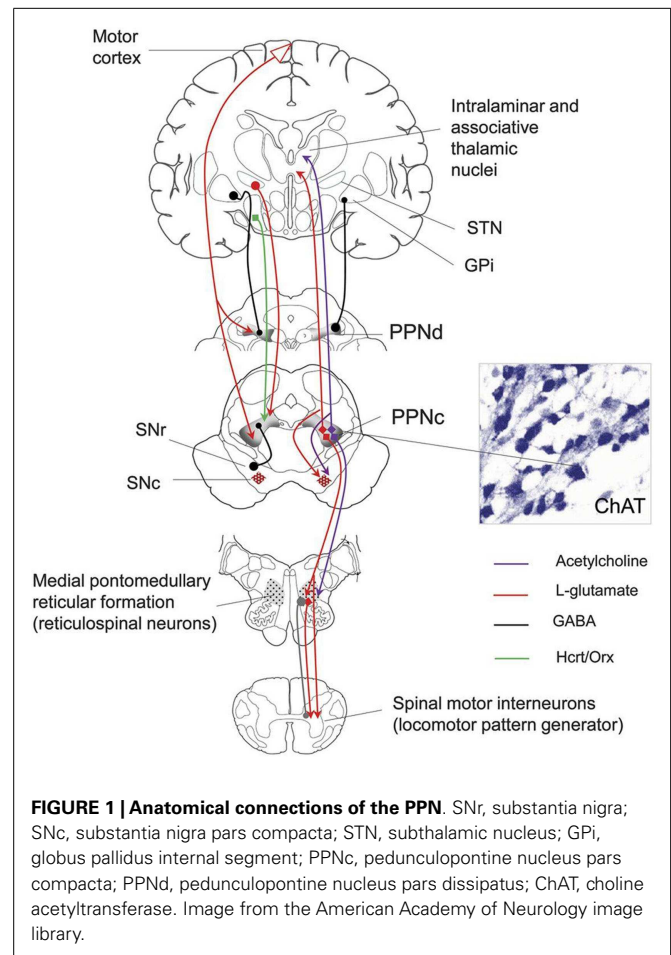 Motor
cortex
Intralaminar and
associative
thalamic
nuclei
STN
GPi
PPNd
SNr
PPNc
SNc
ChAT
Medial pontomedullary
reticular formation
(reticulospinal neurons)
Acetylcholine
L-glutamate
GABA
Hcrt/Orx
Spinal motor interneurons
(locomotor pattern generator)
FIGURE 1 | Anatomical connections of the PPN. SNr, substantia nigra;
SNc, substantia nigra pars compacta; STN, subthalamic nucleus; GPi,
globus pallidus internal segment; PPNc, pedunculopontine nucleus pars
compacta; PPNd, pedunculopontine nucleus pars dissipatus; ChAT, choline
acetyltransferase. Image from the American Academy of Neurology image
library.